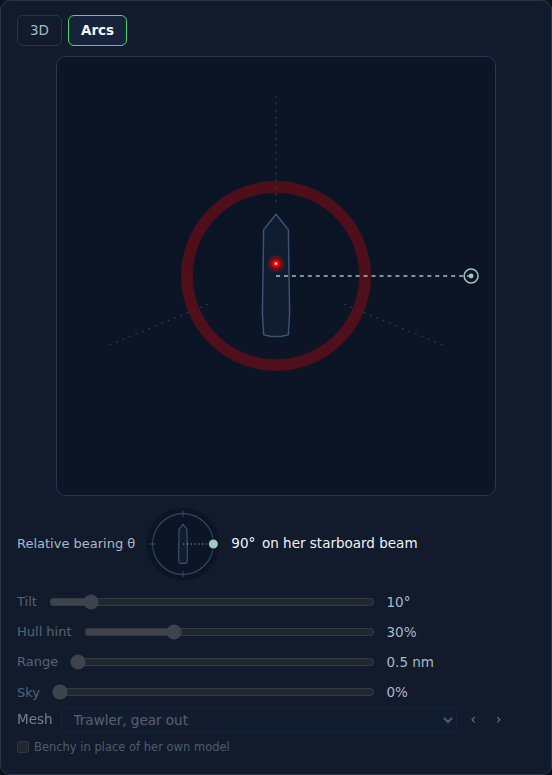 3D Arcs
Relative bearing θ 90° on her starboard beam
Tilt 10°
Hull hint 30%
Range 0.5 nm
Sky 0%
Mesh Trawler, gear out ‹ ›
Benchy in place of her own model